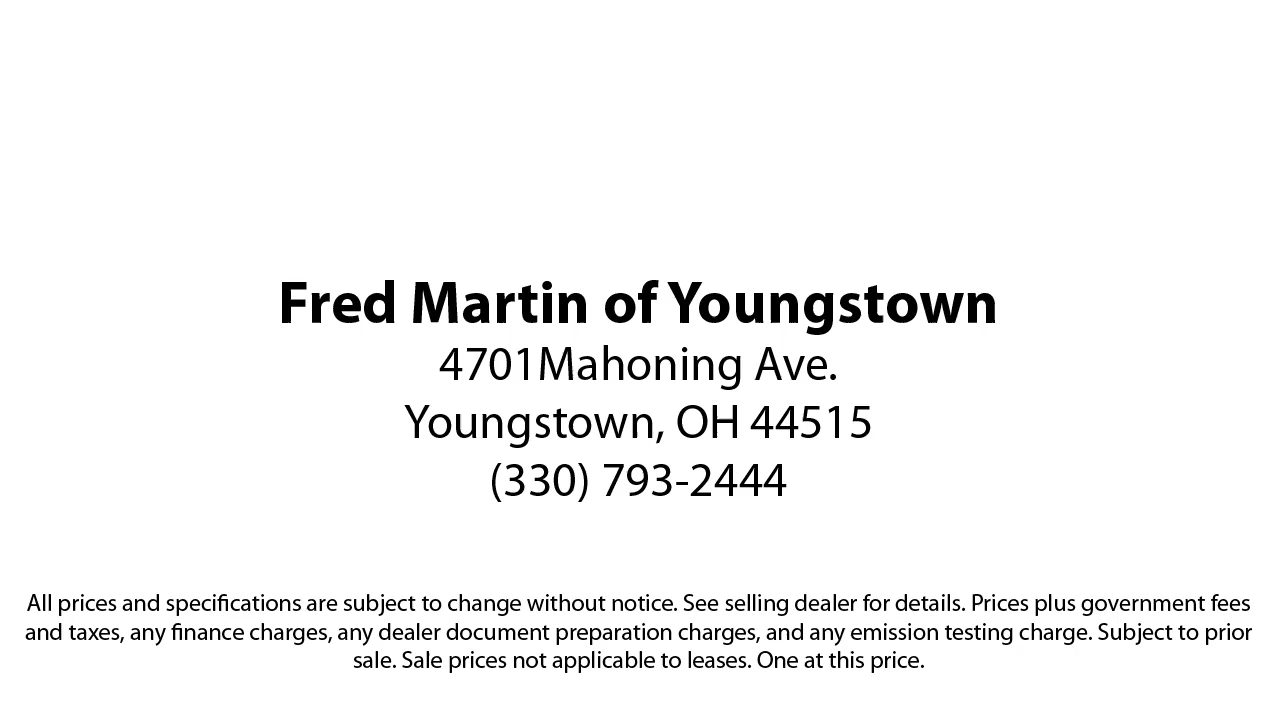 Fred Martin of Youngstown
4701Mahoning Ave.
Youngstown, OH 44515
(330) 793-2444
All prices and specifications are subject to change without notice. See selling dealer for details. Prices plus government fees
and taxes, any finance charges, any dealer document preparation charges, and any emission testing charge. Subject to prior
sale. Sale prices not applicable to leases. One at this price.